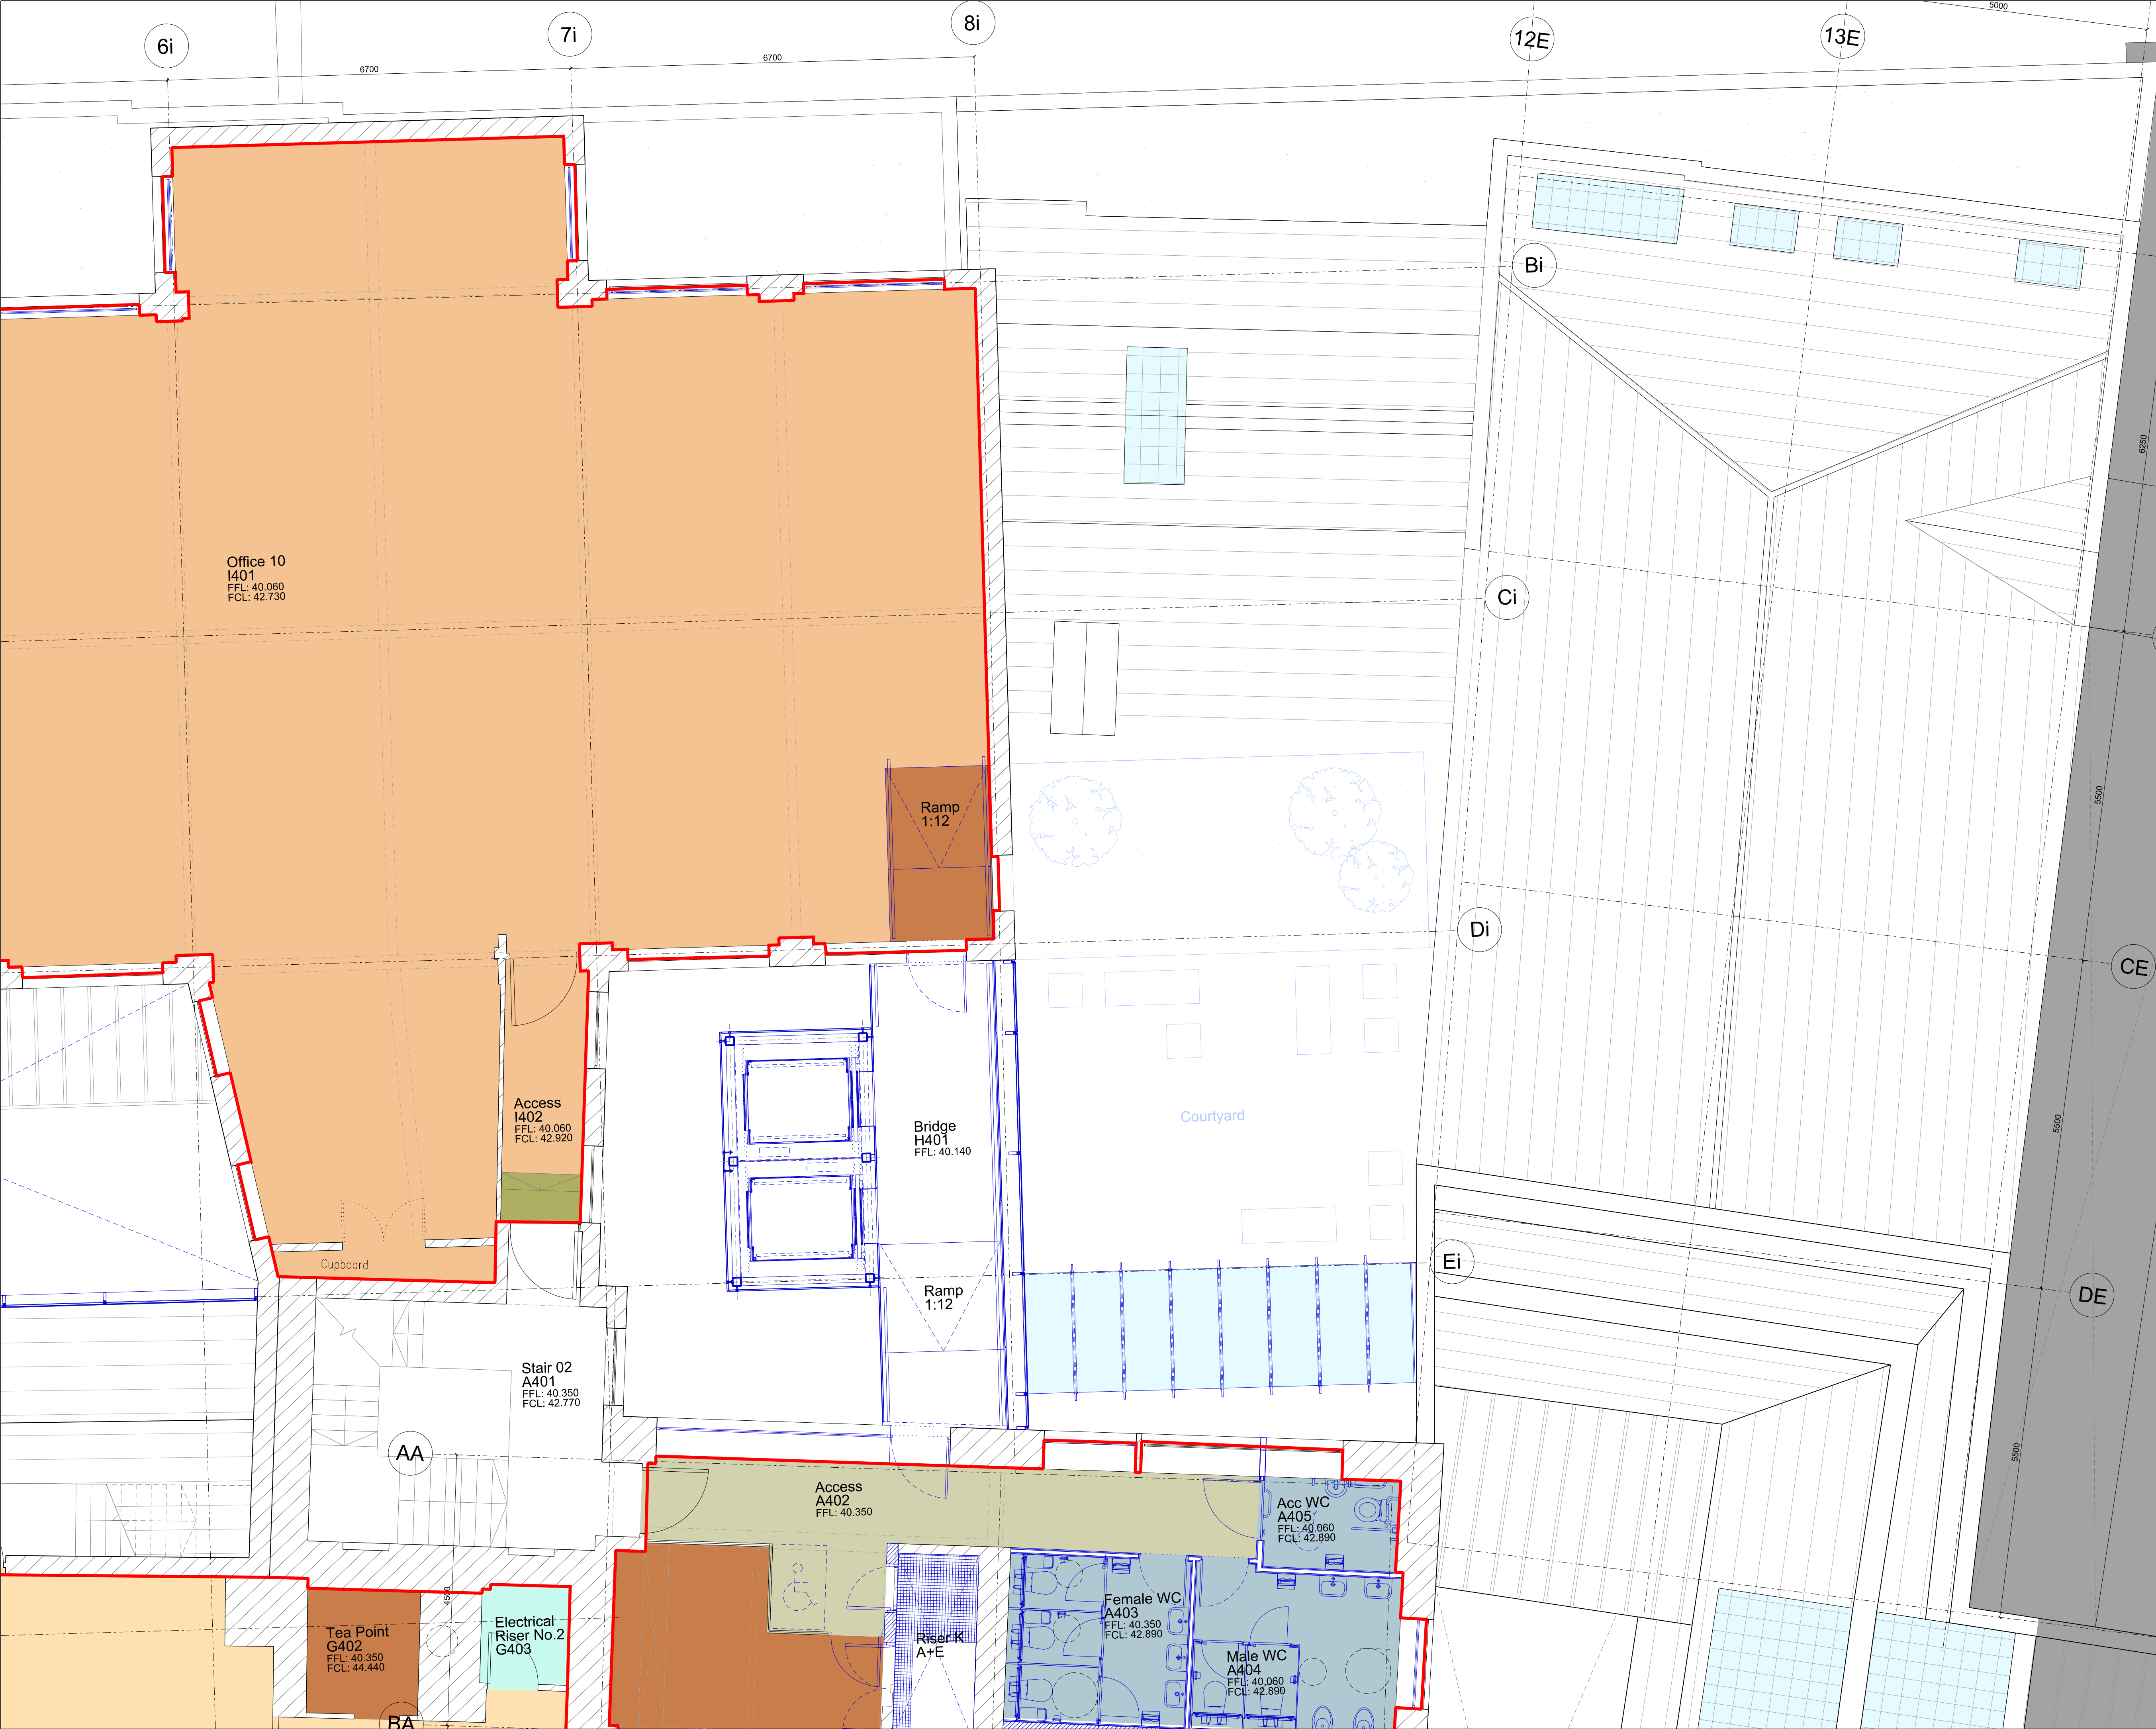 5000
6i
7i
8i
12E
13E
6700
6700
Bi
6250
Office 10
I401
FFL: 40.060
FCL: 42.730
Ci
Ramp
1:12
5500
Di
CE
Access
I402
FFL: 40.060
FCL: 42.920
Bridge
H401
FFL: 40.140
Courtyard
5500
Cupboard
Ei
Ramp
1:12
DE
Stair 02
A401
FFL: 40.350
FCL: 42.770
AA
5500
Access
A402
FFL: 40.350
Acc WC
A405
FFL: 40.060
FCL: 42.890
4500
Tea Point
G402
FFL: 40.350
FCL: 44.440
Electrical
Riser No.2
G403
Riser K
A+E
Female WC
A403
FFL: 40.350
FCL: 42.890
Male WC
A404
FFL: 40.060
FCL: 42.890
BA